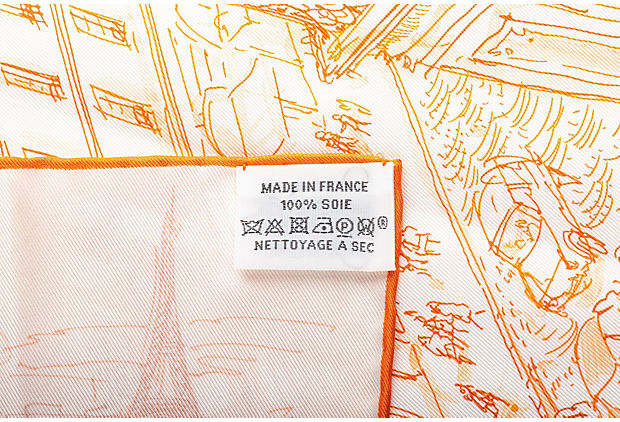 MADE IN FRANCE
100% SOIE
P W ®
NETTOYAGE A SEC